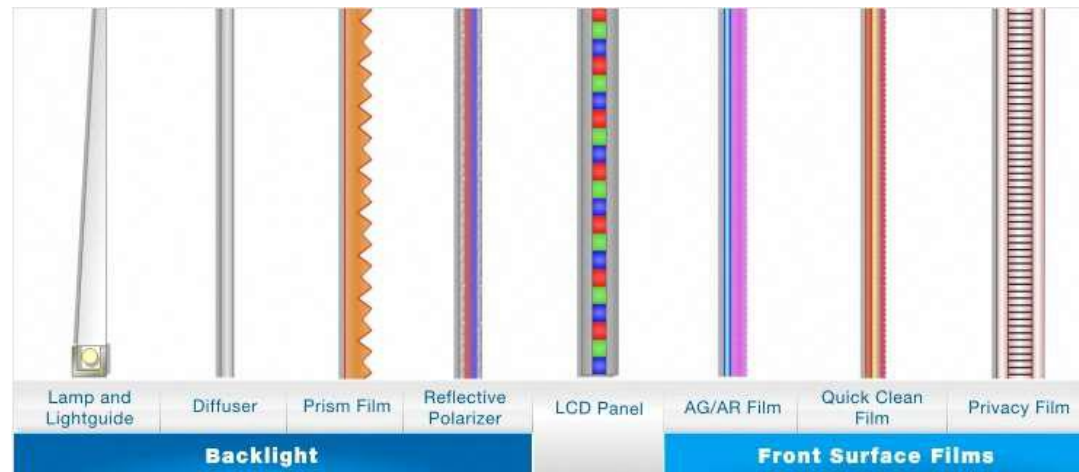 Lamp and
Lightguide
Diffuser
Prism Film
Reflective
Polarizer
LCD Panel
AG/AR Film
Quick Clean
Film
Privacy Film
Backlight
Front Surface Films